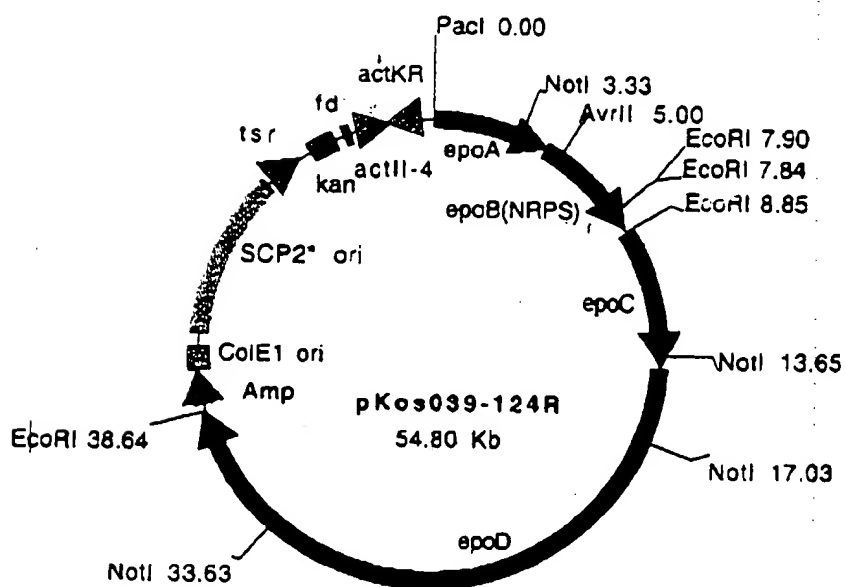 PacI 0.00
actKR
NotI 3.33
fd
AvrII 5.00
tsr
EcoRI 7.90
epoA
EcoRI 7.84
kan
actII-4
EcoRI 8.85
epoB(NRPS)
SCP2* ori
epoC
ColE1 ori
NotI 13.65
Amp
pKos039-124R
EcoRI 38.64
54.80 Kb
NotI 17.03
epoD
NotI 33.63